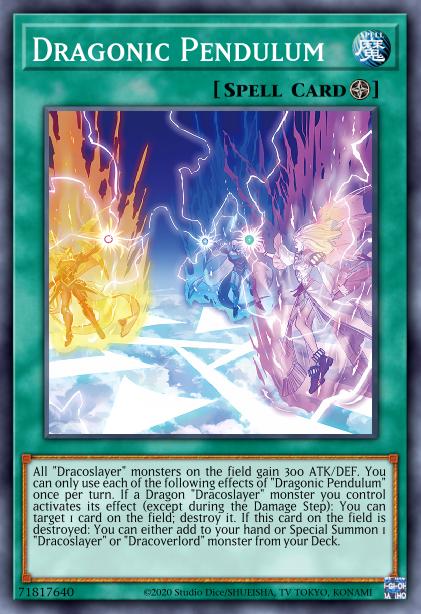 DRAGONIC PENDULUM
SPELL
魔
[SPELL CARD]
All "Dracoslayer" monsters on the field gain 300 ATK/DEF. You
can only use each of the following effects of "Dragonic Pendulum"
once per turn. If a Dragon "Dracoslayer" monster you control
activates its effect (except during the Damage Step): You can
target 1 card on the field; destroy it. If this card on the field is
destroyed: You can either add to your hand or Special Summon 1
"Dracoslayer" or "Dracoverlord" monster from your Deck.
71817640
©2020 Studio Dice/SHUEISHA, TV TOKYO, KONAMI